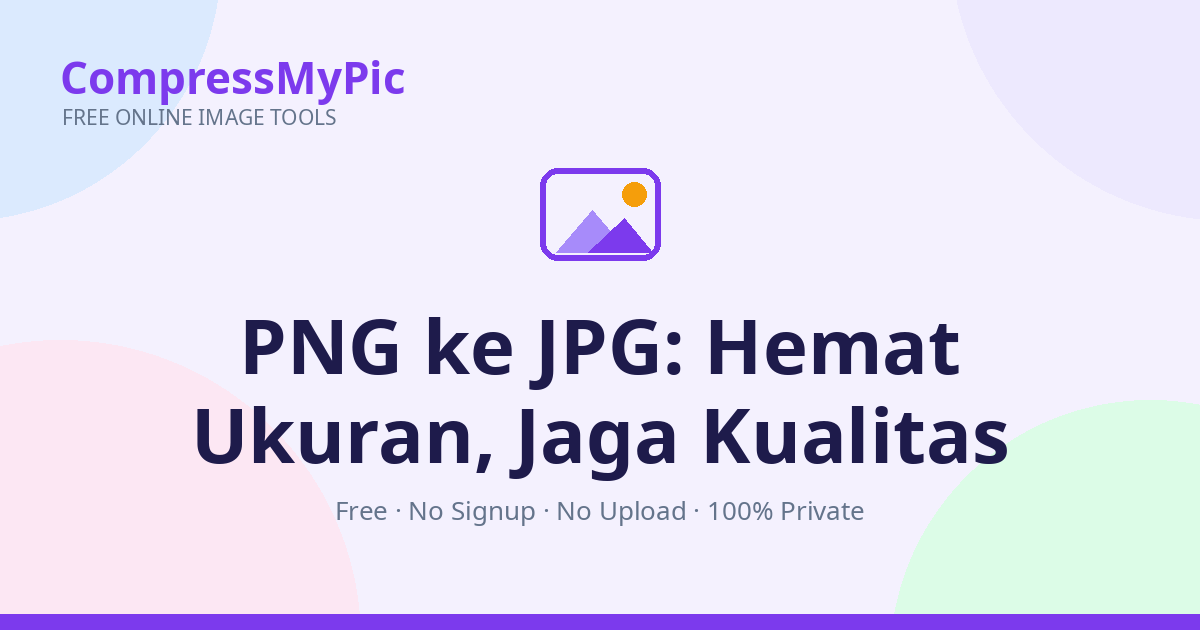 CompressMyPic
FREE ONLINE IMAGE TOOLS
PNG ke JPG: Hemat
Ukuran, Jaga Kualitas
Free · No Signup · No Upload · 100% Private